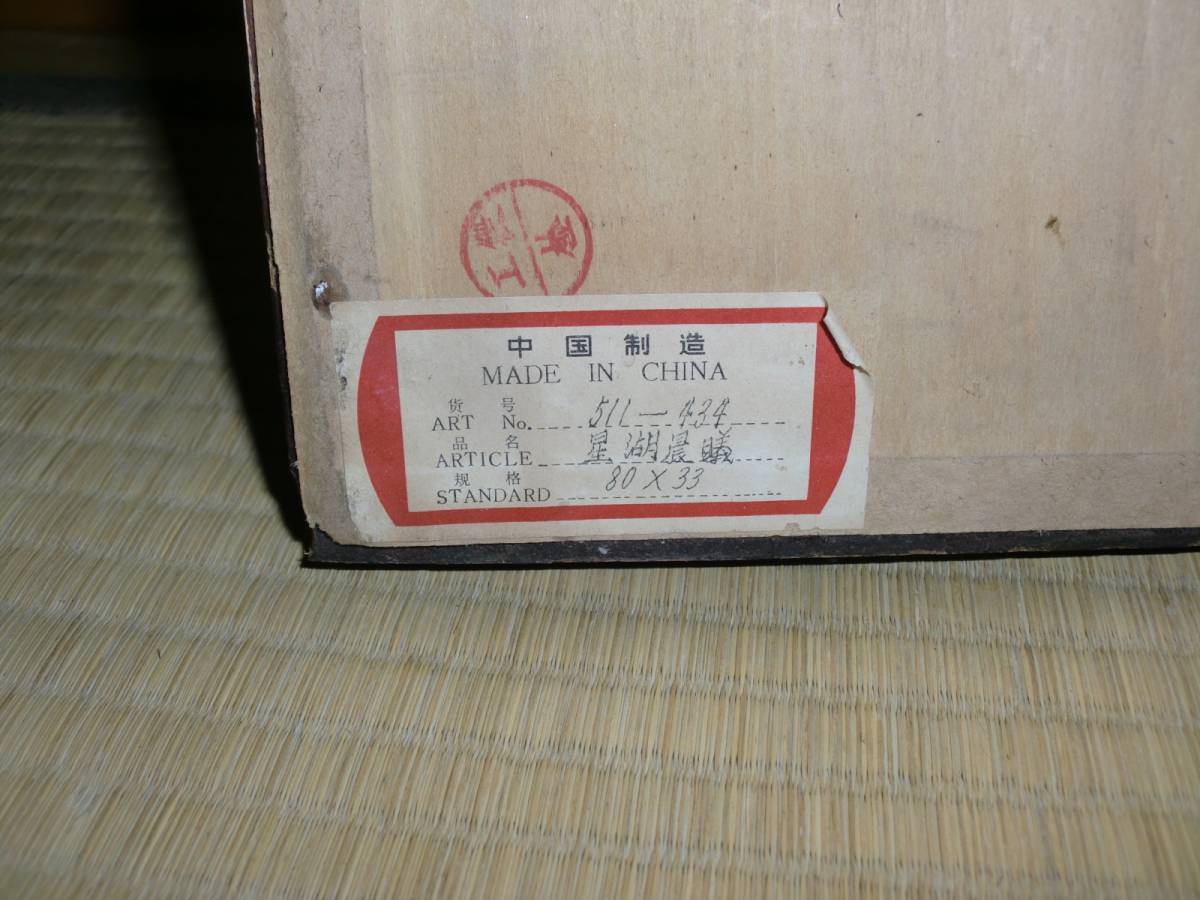 中国制造
MADE IN CHINA
货号
ART No. 511-434
品名
ARTICLE 星湖晨曦
规格
STANDARD 80×33